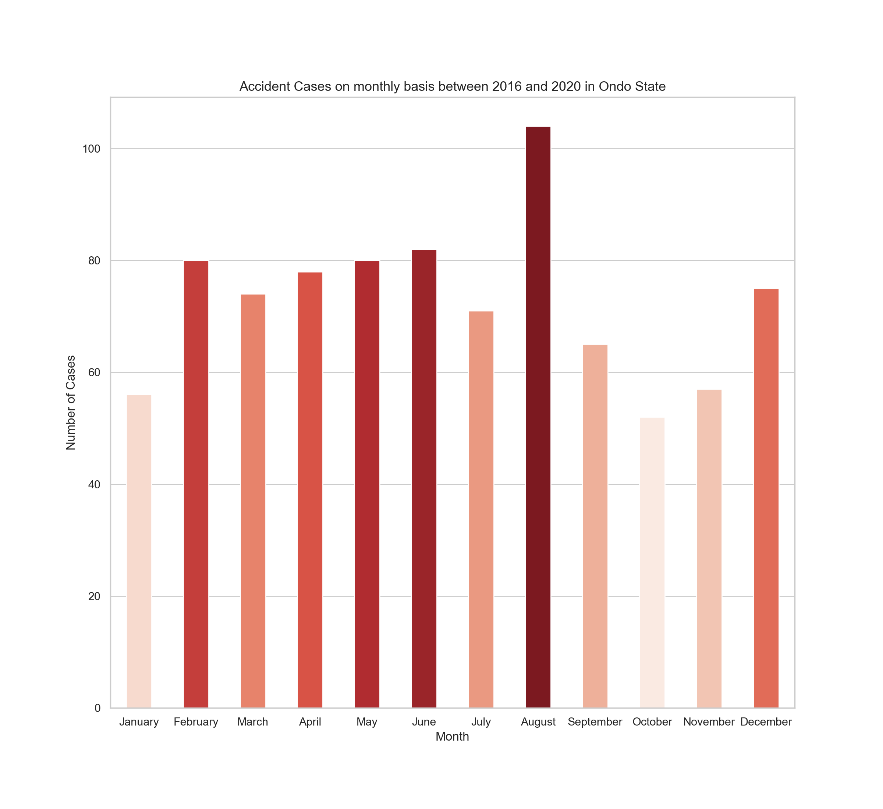 Accident Cases on monthly basis between 2016 and 2020 in Ondo State
Number of Cases
100
80
60
40
20
0
January February March April May June July August September October November December
Month